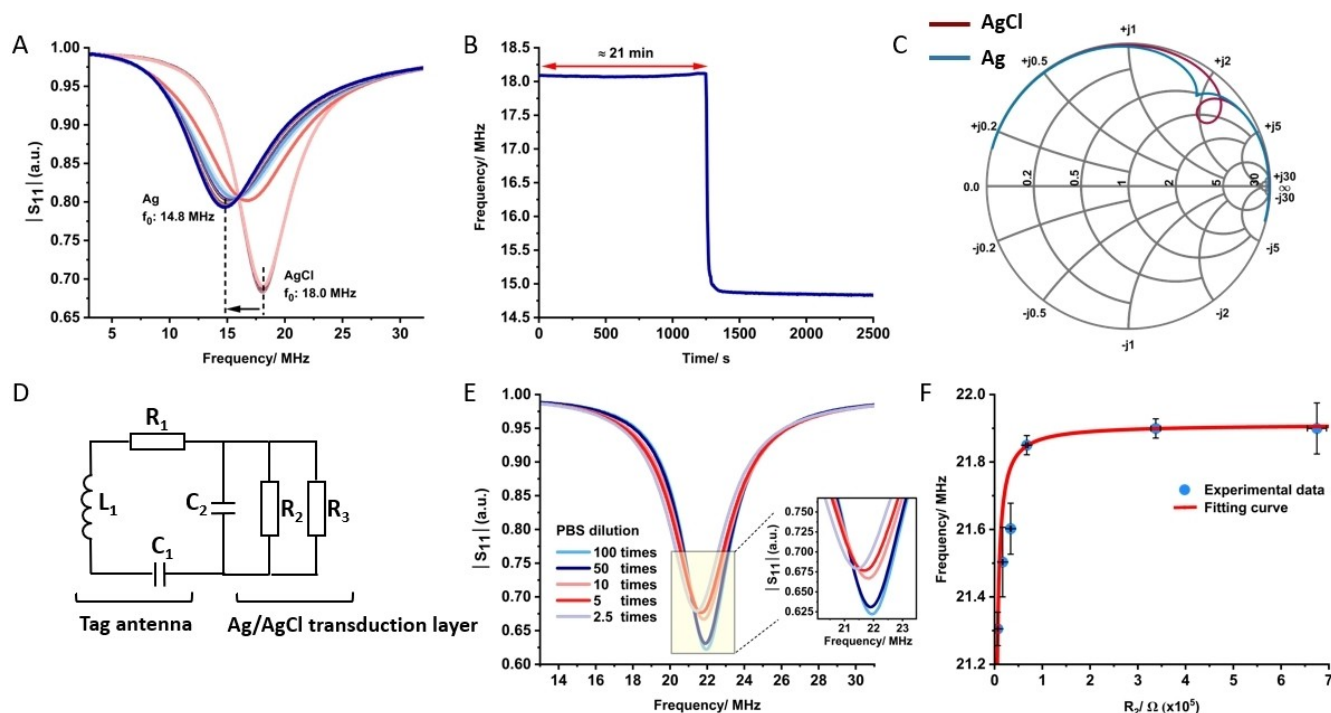 A
1.00
0.95
0.90
0.85
0.80
0.75
0.70
0.65
|S11| (a.u.)
Ag
f0: 14.8 MHz
AgCl
f0: 18.0 MHz
5 10 15 20 25 30
Frequency/ MHz
B
18.5
18.0
17.5
17.0
16.5
16.0
15.5
15.0
14.5
Frequency/ MHz
≈ 21 min
0 500 1000 1500 2000 2500
Time/ s
C
AgCl
Ag
+j1
+j0.5
+j2
+j0.2
+j5
0.0
0.2
0.5
1
2
5
30
+j30
∞
-j30
-j0.2
-j5
-j0.5
-j2
-j1
D
R1
L1
C2
R2
R3
C1
Tag antenna
Ag/AgCl transduction layer
E
1.00
0.95
0.90
0.85
0.80
0.75
0.70
0.65
0.60
|S11| (a.u.)
PBS dilution
100 times
50 times
10 times
5 times
2.5 times
0.750
0.725
0.700
0.675
0.650
0.625
|S11| (a.u.)
21 22 23
Frequency/ MHz
14 16 18 20 22 24 26 28 30
Frequency/ MHz
F
22.0
21.8
21.6
21.4
21.2
Frequency/MHz
Experimental data
Fitting curve
0 1 2 3 4 5 6 7
R2/ Ω (x10⁵)